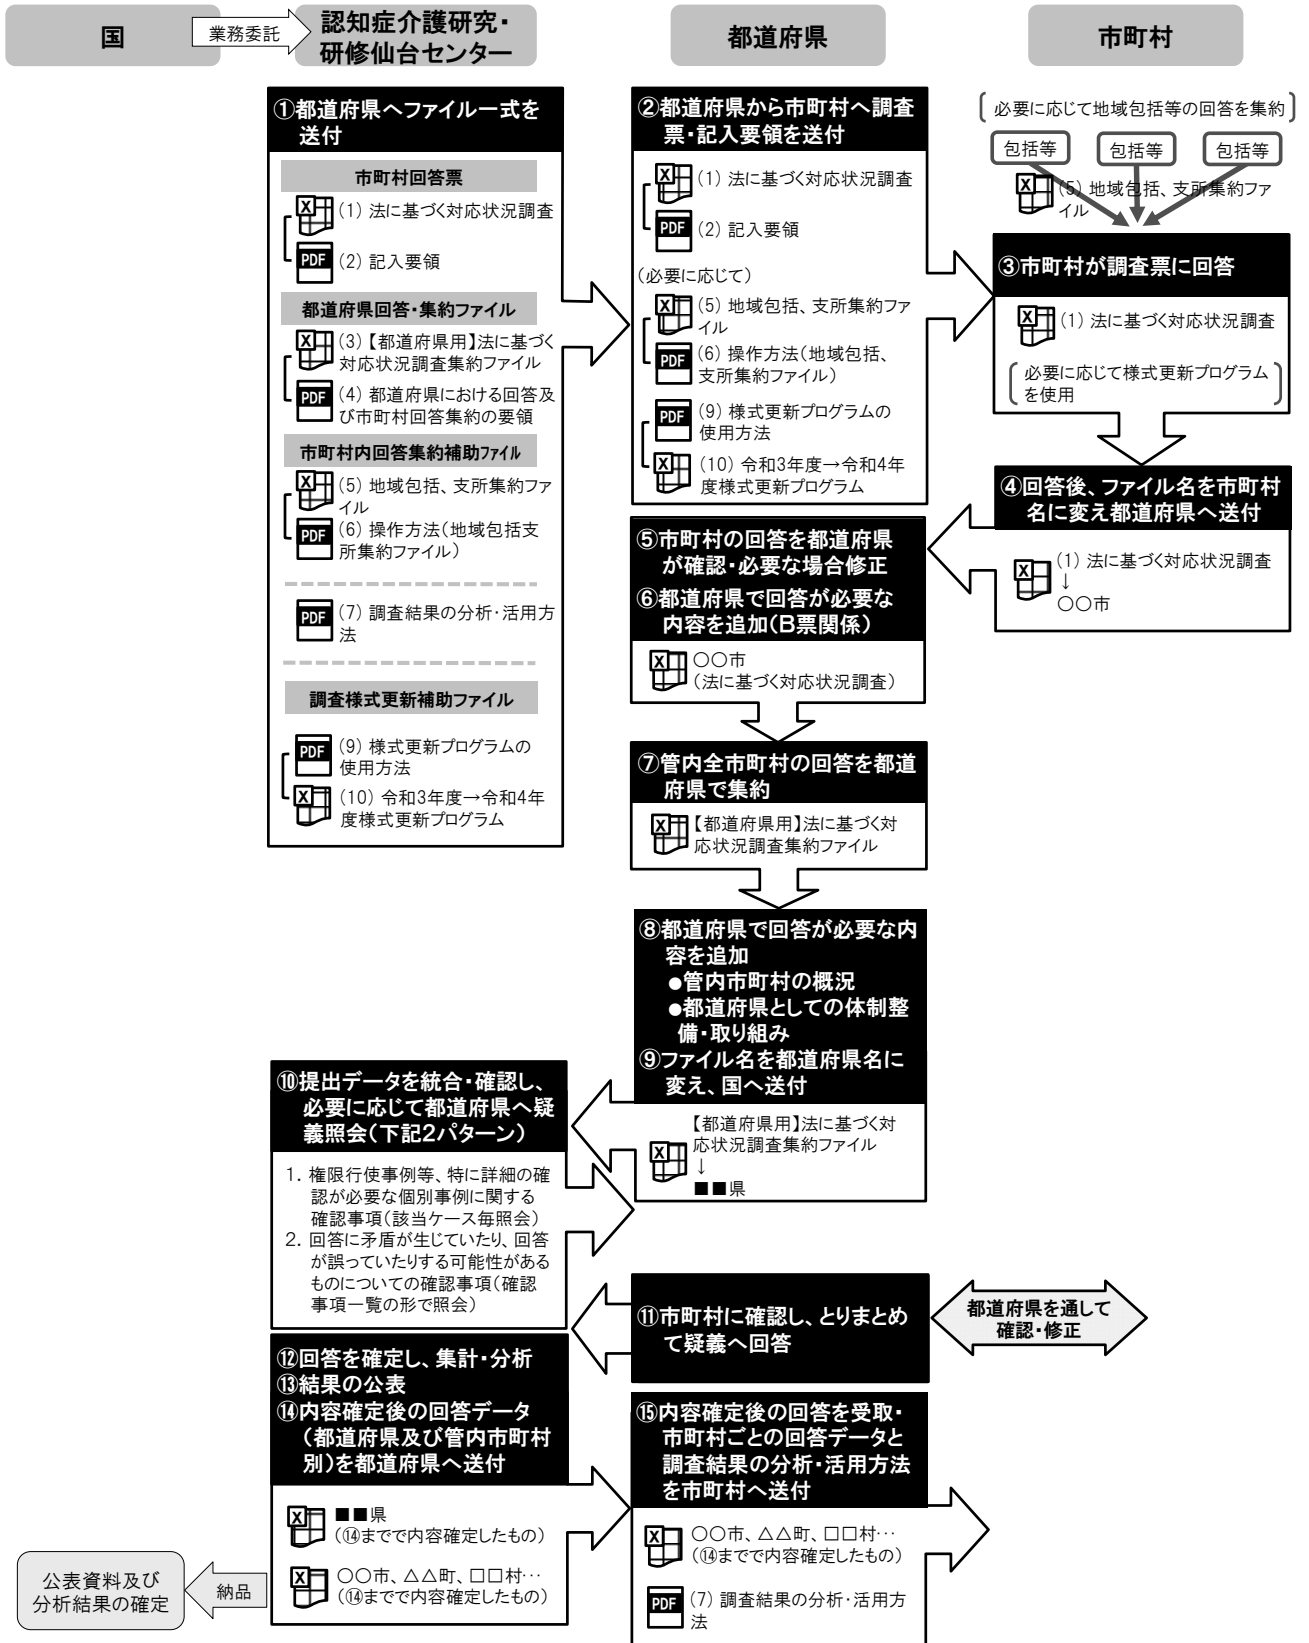 国
業務委託
認知症介護研究・
研修仙台センター
都道府県
市町村
①都道府県へファイル一式を
送付
市町村回答票
(1) 法に基づく対応状況調査
PDF (2) 記入要領
都道府県回答・集約ファイル
(3)【都道府県用】法に基づく
対応状況調査集約ファイル
PDF (4) 都道府県における回答及
び市町村回答集約の要領
市町村内回答集約補助ファイル
(5) 地域包括、支所集約ファ
イル
PDF (6) 操作方法(地域包括支
所集約ファイル)
PDF (7) 調査結果の分析・活用方
法
調査様式更新補助ファイル
PDF (9) 様式更新プログラムの
使用方法
X (10) 令和3年度→令和4年
度様式更新プログラム
②都道府県から市町村へ調査
票・記入要領を送付
X (1) 法に基づく対応状況調査
PDF (2) 記入要領
(必要に応じて)
X (5) 地域包括、支所集約ファ
イル
PDF (6) 操作方法(地域包括、
支所集約ファイル)
PDF (9) 様式更新プログラムの
使用方法
X (10) 令和3年度→令和4年
度様式更新プログラム
必要に応じて地域包括等の回答を集約
包括等
包括等
包括等
X (5) 地域包括、支所集約ファ
イル
③市町村が調査票に回答
X (1) 法に基づく対応状況調査
必要に応じて様式更新プログラム
を使用
④回答後、ファイル名を市町村
名に変え都道府県へ送付
X (1) 法に基づく対応状況調査
↓
○○市
⑤市町村の回答を都道府県
が確認・必要な場合修正
⑥都道府県で回答が必要な
内容を追加(B票関係)
X ○○市
(法に基づく対応状況調査)
⑦管内全市町村の回答を都道
府県で集約
X 【都道府県用】法に基づく対
応状況調査集約ファイル
⑧都道府県で回答が必要な内
容を追加
●管内市町村の概況
●都道府県としての体制整
備・取り組み
⑨ファイル名を都道府県名に
変え、国へ送付
【都道府県用】法に基づく対
X 応状況調査集約ファイル
↓
■■県
⑩提出データを統合・確認し、
必要に応じて都道府県へ疑
義照会(下記2パターン)
1. 権限行使事例等、特に詳細の確
認が必要な個別事例に関する
確認事項(該当ケース毎照会)
2. 回答に矛盾が生じていたり、回答
が誤っていたりする可能性がある
ものについての確認事項(確認
事項一覧の形で照会)
⑪市町村に確認し、とりまとめ
て疑義へ回答
都道府県を通して
確認・修正
⑫回答を確定し、集計・分析
⑬結果の公表
⑭内容確定後の回答データ
(都道府県及び管内市町村
別)を都道府県へ送付
X ■■県
(⑭までで内容確定したもの)
X ○○市、△△町、□□村…
(⑭までで内容確定したもの)
納品
公表資料及び
分析結果の確定
⑮内容確定後の回答を受取・
市町村ごとの回答データと
調査結果の分析・活用方法
を市町村へ送付
X ○○市、△△町、□□村…
(⑭までで内容確定したもの)
PDF (7) 調査結果の分析・活用方
法